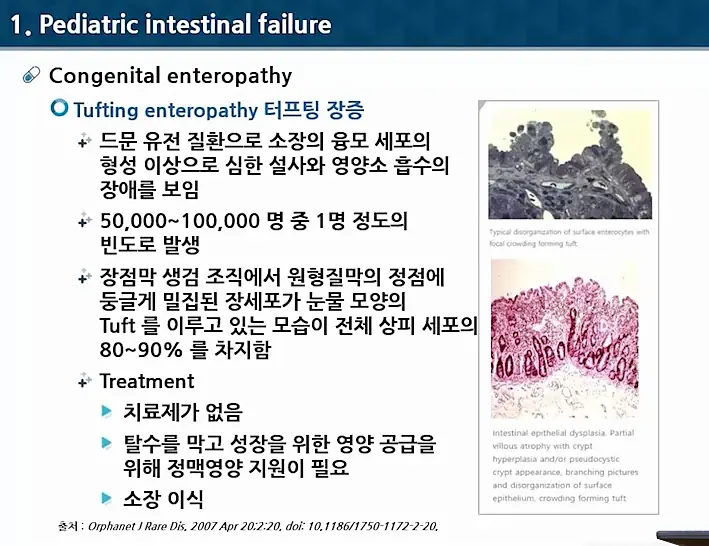 1. Pediatric intestinal failure
Congenital enteropathy
Tufting enteropathy 터프팅 장증
드문 유전 질환으로 소장의 융모 세포의
형성 이상으로 심한 설사와 영양소 흡수의
장애를 보임
50,000~100,000 명 중 1명 정도의
빈도로 발생
장점막 생검 조직에서 원형질막의 정점에
둥글게 밀집된 장세포가 눈물 모양의
Tuft 를 이루고 있는 모습이 전체 상피 세포의
80~90% 를 차지함
Treatment
치료제가 없음
탈수를 막고 성장을 위한 영양 공급을
위해 정맥영양 지원이 필요
소장 이식
Typical disorganization of surface enterocytes with
focal crowding forming tuft
Intestinal epithelial dysplasia. Partial
villous atrophy with crypt
hyperplasia and/or pseudocystic
crypt appearance, branching pictures
and disorganization of surface
epithelium, crowding forming tuft
출처 : Orphanet J Rare Dis, 2007 Apr 20;2:20, doi: 10.1186/1750-1172-2-20.